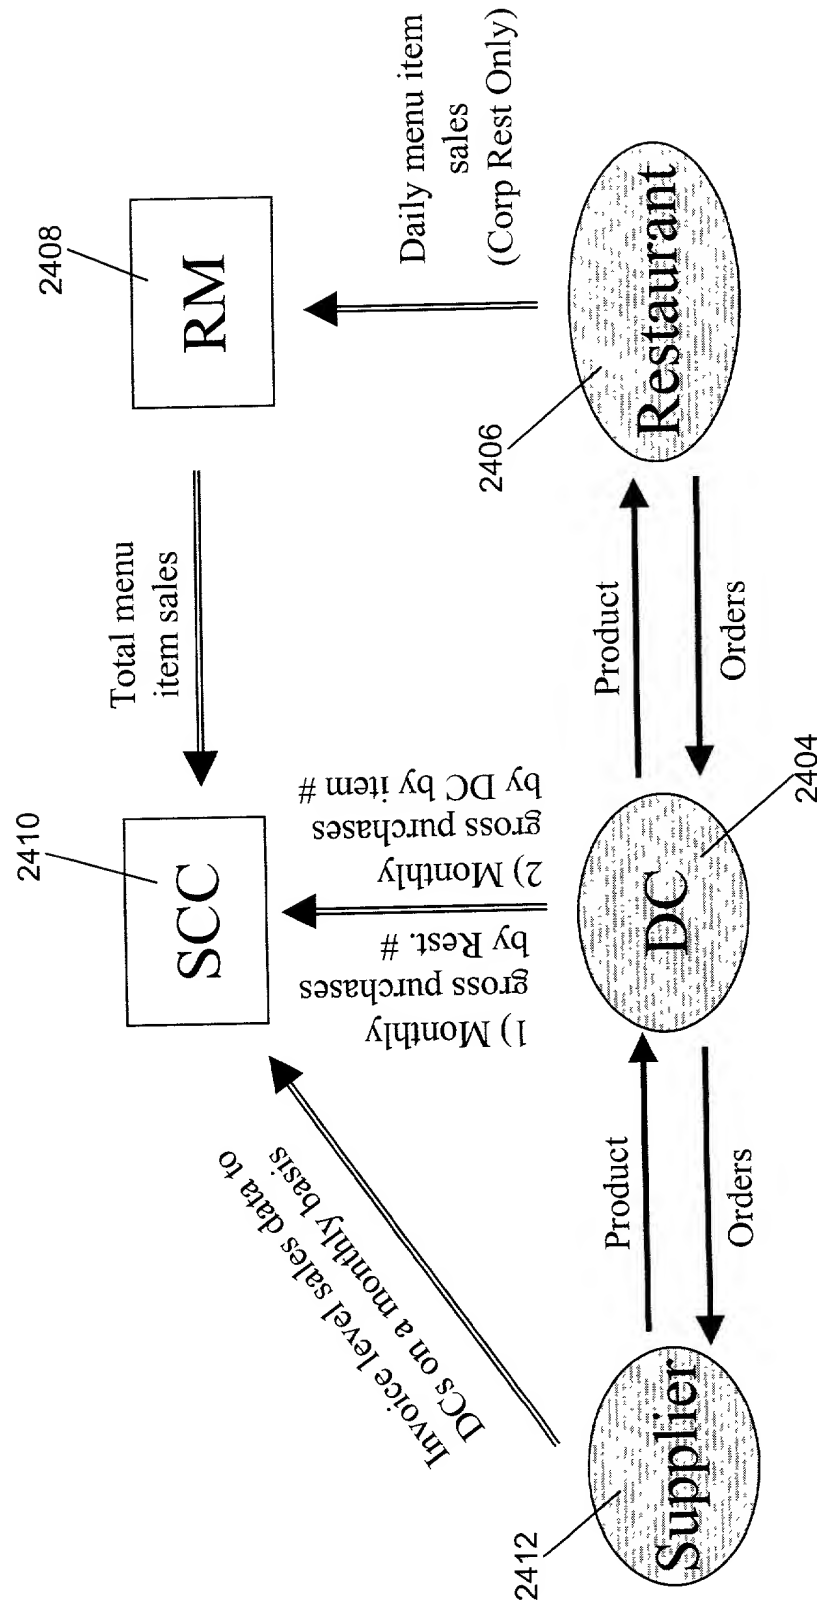 2410
SCC
Total menu
item sales
2408
RM
Invoice level sales data to
DCs on a monthly basis
1) Monthly
gross purchases
by Rest. #
2) Monthly
gross purchases
by DC by item #
Daily menu item
sales
(Corp Rest Only)
2412
Supplier
Product
Orders
DC
2404
Product
Orders
2406
Restaurant